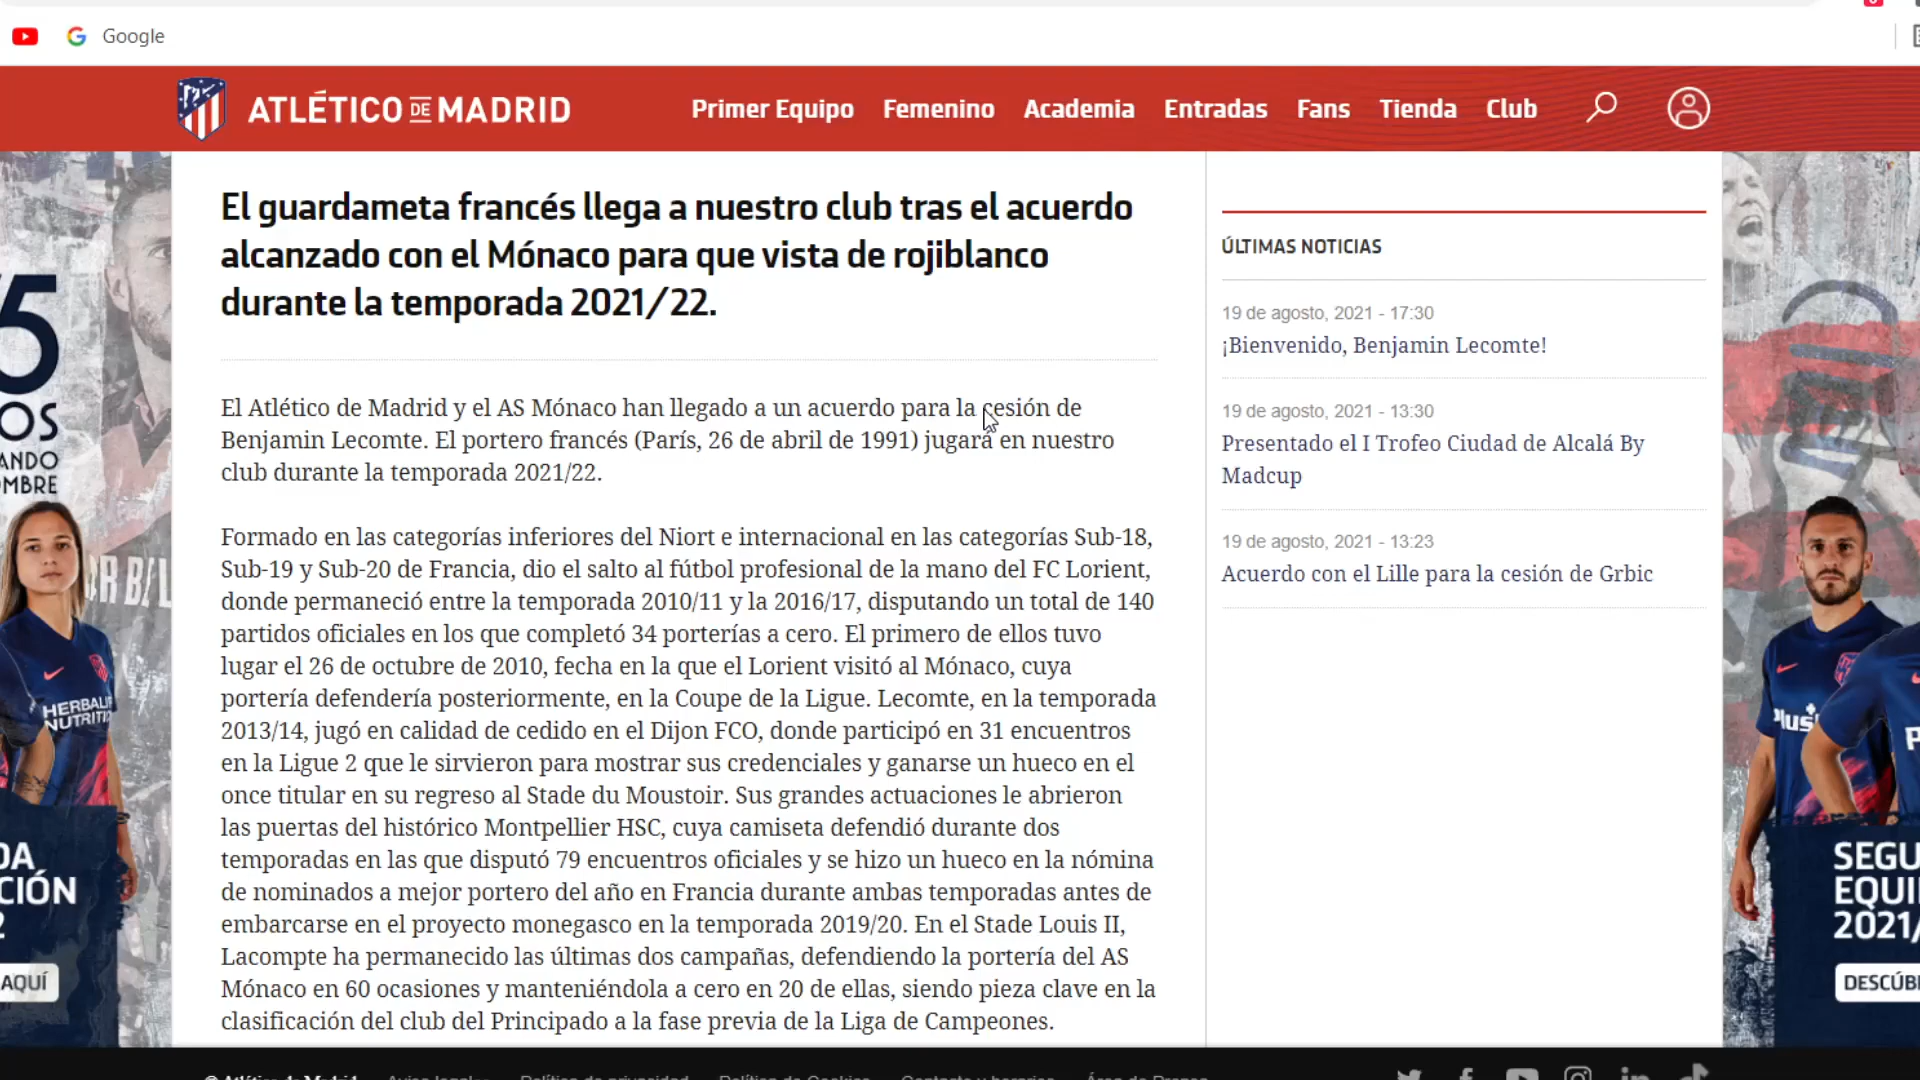 Google
ATLÉTICO DE MADRID
Primer Equipo Femenino Academia Entradas Fans Tienda Club
El guardameta francés llega a nuestro club tras el acuerdo
alcanzado con el Mónaco para que vista de rojiblanco
durante la temporada 2021/22.
El Atlético de Madrid y el AS Mónaco han llegado a un acuerdo para la cesión de
Benjamin Lecomte. El portero francés (París, 26 de abril de 1991) jugará en nuestro
club durante la temporada 2021/22.
Formado en las categorías inferiores del Niort e internacional en las categorías Sub-18,
Sub-19 y Sub-20 de Francia, dio el salto al fútbol profesional de la mano del FC Lorient,
donde permaneció entre la temporada 2010/11 y la 2016/17, disputando un total de 140
partidos oficiales en los que completó 34 porterías a cero. El primero de ellos tuvo
lugar el 26 de octubre de 2010, fecha en la que el Lorient visitó al Mónaco, cuya
portería defendería posteriormente, en la Coupe de la Ligue. Lecomte, en la temporada
2013/14, jugó en calidad de cedido en el Dijon FCO, donde participó en 31 encuentros
en la Ligue 2 que le sirvieron para mostrar sus credenciales y ganarse un hueco en el
once titular en su regreso al Stade du Moustoir. Sus grandes actuaciones le abrieron
las puertas del histórico Montpellier HSC, cuya camiseta defendió durante dos
temporadas en las que disputó 79 encuentros oficiales y se hizo un hueco en la nómina
de nominados a mejor portero del año en Francia durante ambas temporadas antes de
embarcarse en el proyecto monegasco en la temporada 2019/20. En el Stade Louis II,
Lacompte ha permanecido las últimas dos campañas, defendiendo la portería del AS
Mónaco en 60 ocasiones y manteniéndola a cero en 20 de ellas, siendo pieza clave en la
clasificación del club del Principado a la fase previa de la Liga de Campeones.
ÚLTIMAS NOTICIAS
19 de agosto, 2021 - 17:30
¡Bienvenido, Benjamin Lecomte!
19 de agosto, 2021 - 13:30
Presentado el I Trofeo Ciudad de Alcalá By
Madcup
19 de agosto, 2021 - 13:23
Acuerdo con el Lille para la cesión de Grbic
5
OS
ANDO
MBRE
HERBALI
NUTRITIO
DA
CIÓN
2
AQUÍ
Plus
SEGU
EQUI
2021/
DESCÚB